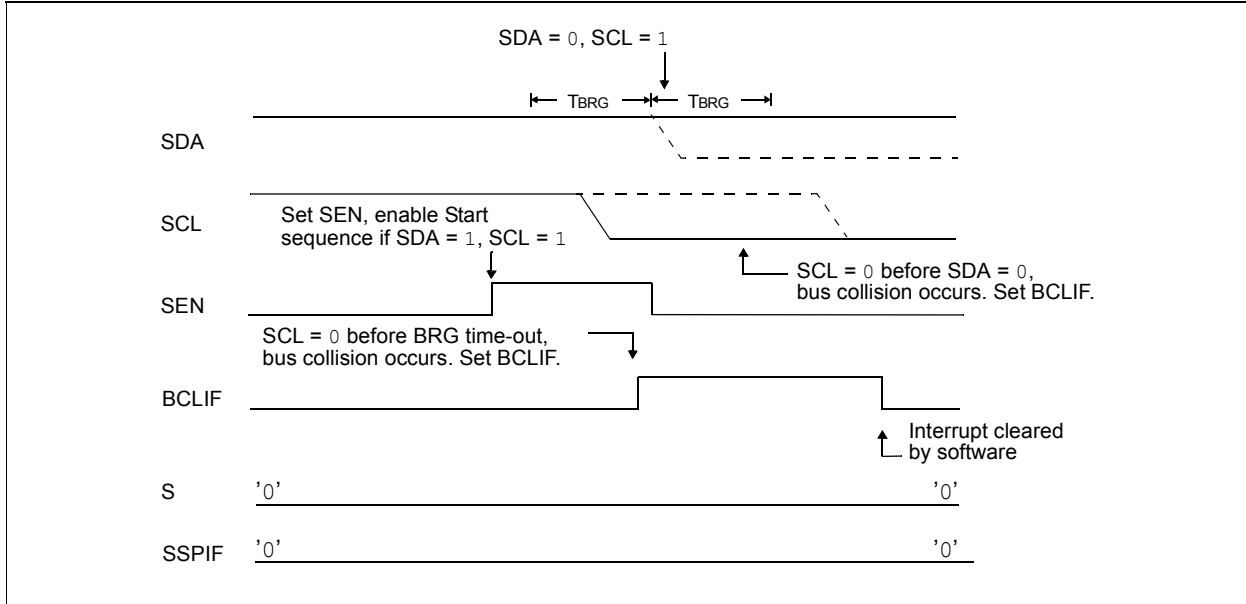 SDA = 0, SCL = 1
TBRG TBRG
SDA
SCL
Set SEN, enable Start
sequence if SDA = 1, SCL = 1
SCL = 0 before SDA = 0,
bus collision occurs. Set BCLIF.
SEN
SCL = 0 before BRG time-out,
bus collision occurs. Set BCLIF.
BCLIF
Interrupt cleared
by software
S '0' '0'
SSPIF '0' '0'